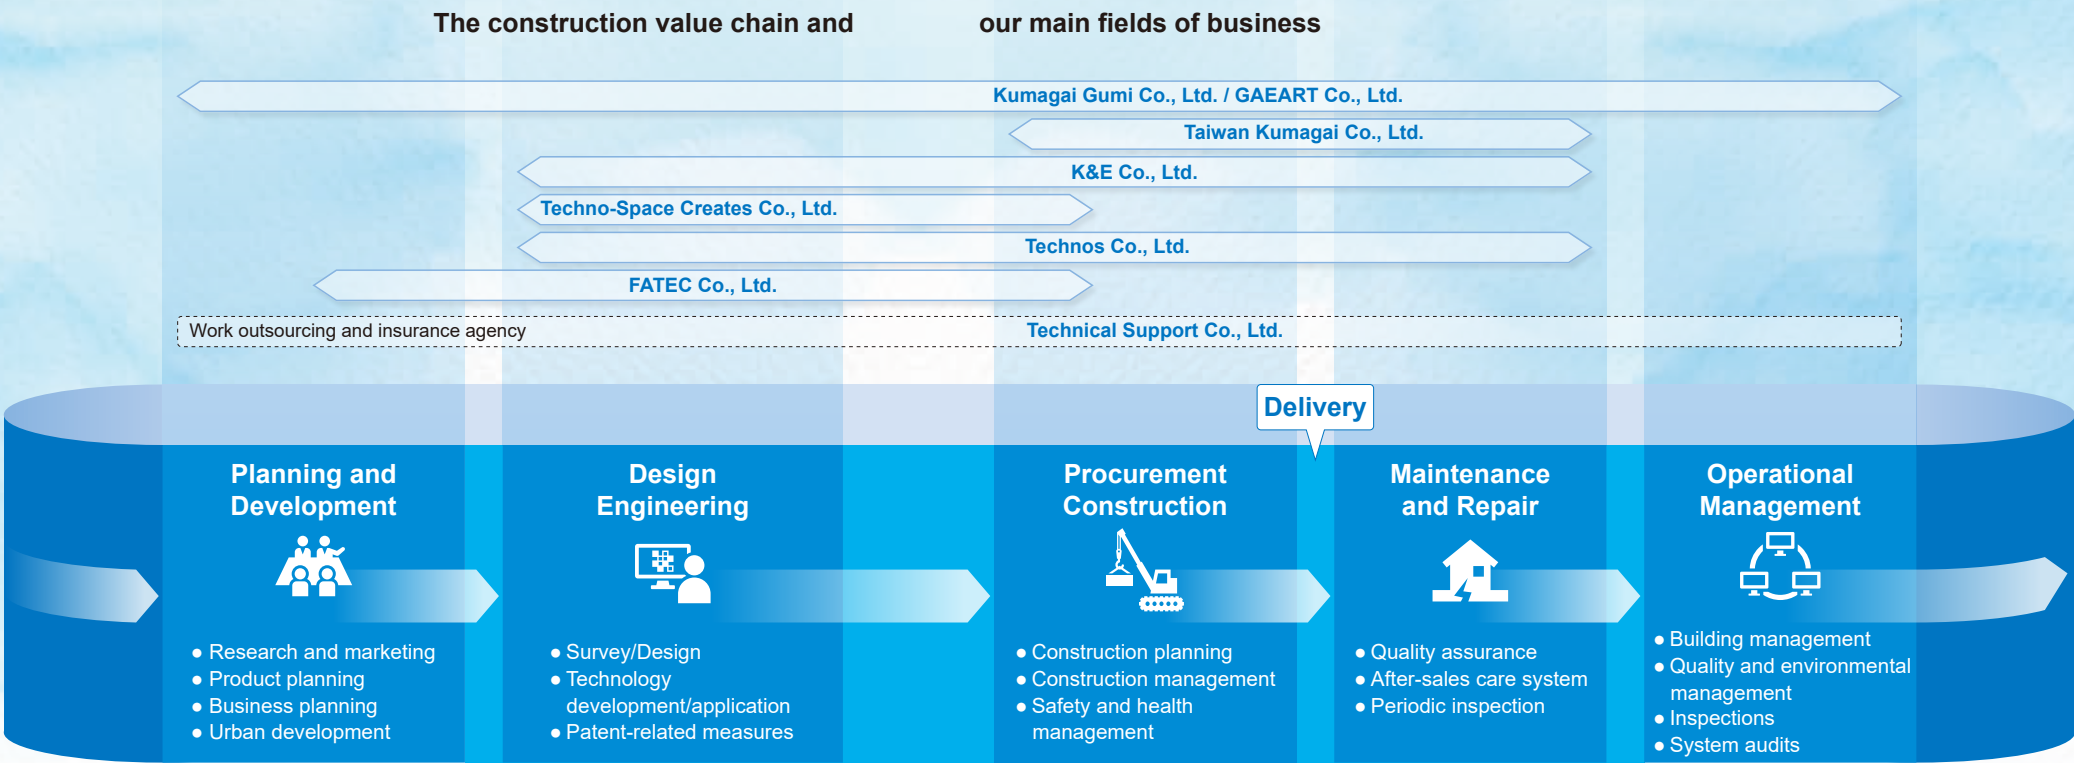 The construction value chain and our main fields of business
Kumagai Gumi Co., Ltd. / GAEART Co., Ltd.
Taiwan Kumagai Co., Ltd.
K&E Co., Ltd.
Techno-Space Creates Co., Ltd.
Technos Co., Ltd.
FATEC Co., Ltd.
Work outsourcing and insurance agency
Technical Support Co., Ltd.
Delivery
Planning and
Development
● Research and marketing
● Product planning
● Business planning
● Urban development
Design
Engineering
● Survey/Design
● Technology
development/application
● Patent-related measures
Procurement
Construction
● Construction planning
● Construction management
● Safety and health
management
Maintenance
and Repair
● Quality assurance
● After-sales care system
● Periodic inspection
Operational
Management
● Building management
● Quality and environmental
management
● Inspections
● System audits